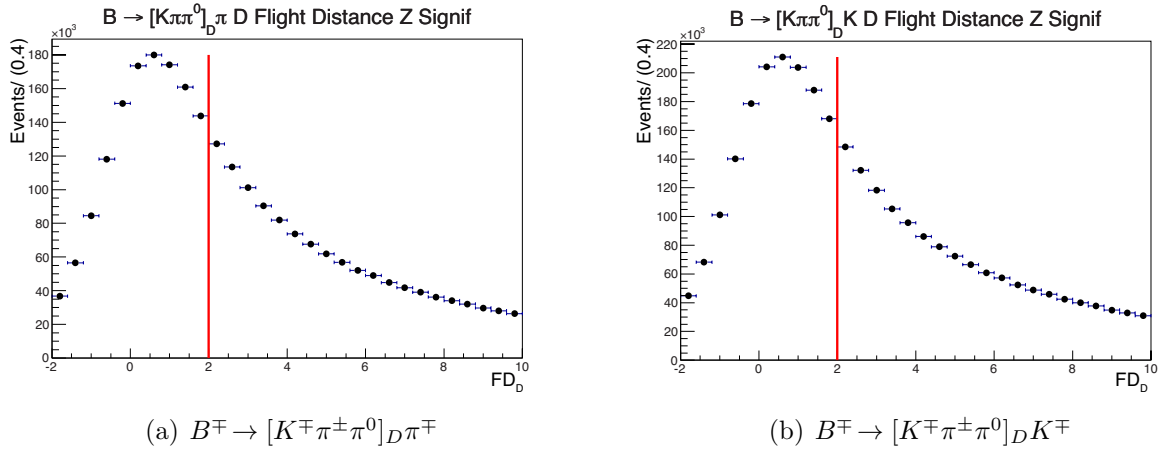 B → [Kππ⁰]_D π D Flight Distance Z Signif
×10³
Events/ (0.4)
180
160
140
120
100
80
60
40
20
0
-2 0 2 4 6 8 10
FD_D
(a) B^∓ → [K^∓π^±π⁰]_Dπ^∓
B → [Kππ⁰]_D K D Flight Distance Z Signif
×10³
Events/ (0.4)
220
200
180
160
140
120
100
80
60
40
20
0
-2 0 2 4 6 8 10
FD_D
(b) B^∓ → [K^∓π^±π⁰]_DK^∓